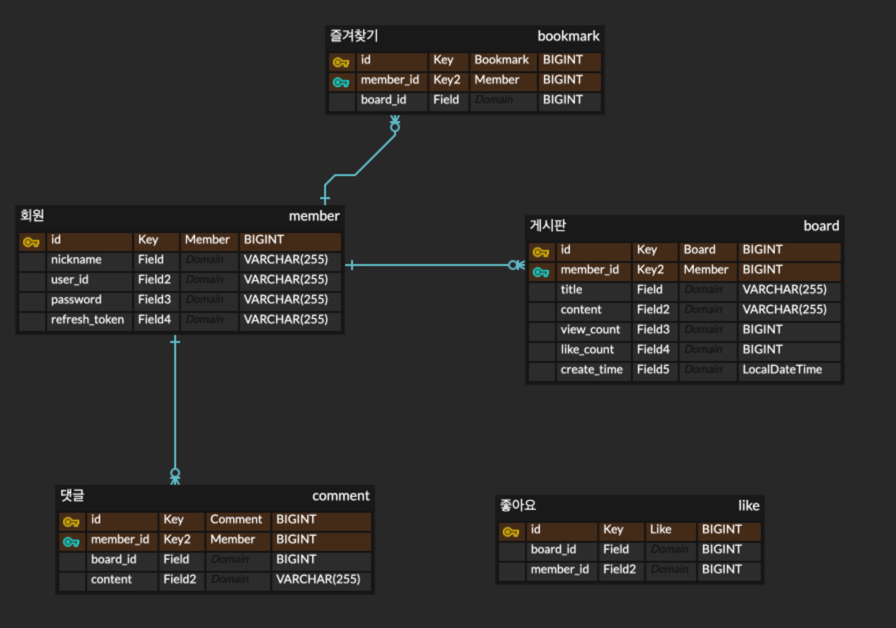 즐겨찾기 bookmark
id Key Bookmark BIGINT
member_id Key2 Member BIGINT
board_id Field Domain BIGINT
회원 member
id Key Member BIGINT
nickname Field Domain VARCHAR(255)
user_id Field2 Domain VARCHAR(255)
password Field3 Domain VARCHAR(255)
refresh_token Field4 Domain VARCHAR(255)
게시판 board
id Key Board BIGINT
member_id Key2 Member BIGINT
title Field Domain VARCHAR(255)
content Field2 Domain VARCHAR(255)
view_count Field3 Domain BIGINT
like_count Field4 Domain BIGINT
create_time Field5 Domain LocalDateTime
댓글 comment
id Key Comment BIGINT
member_id Key2 Member BIGINT
board_id Field Domain BIGINT
content Field2 Domain VARCHAR(255)
좋아요 like
id Key Like BIGINT
board_id Field Domain BIGINT
member_id Field2 Domain BIGINT